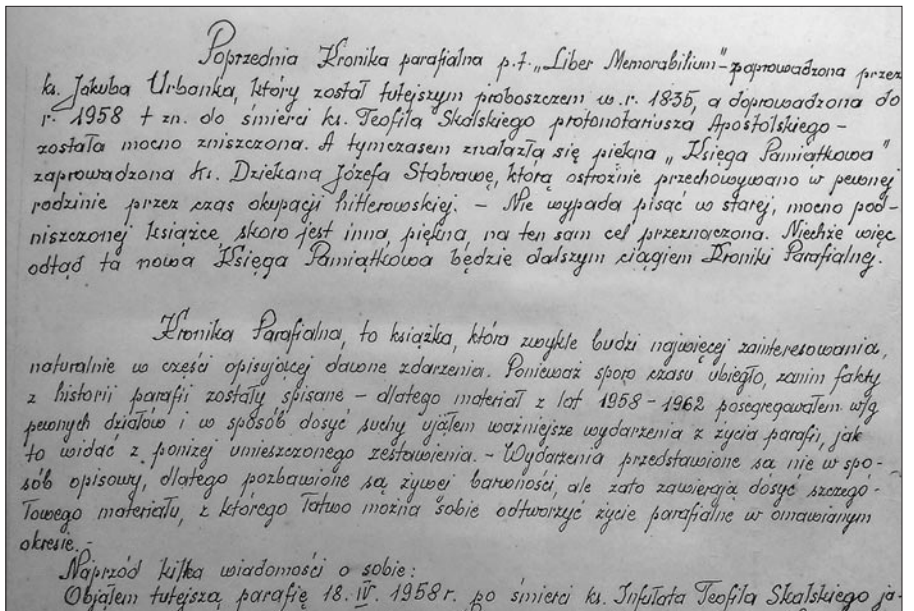 Poprzednia Kronika parafialna p.t. „Liber Memorabilium” - zaprowadzona przez
ks. Jakuba Urbanka, który został tutejszym proboszczem w.r. 1835, a doprowadzona do
r. 1958 t zn. do śmierci ks. Teofila Skalskiego protonotariusza Apostolskiego -
została mocno zniszczona. A tymczasem znalazła się piękna „Księga Pamiątkowa”
zaprowadzona ks. Dziekana Józefa Stabrawę, którą ostrożnie przechowywano w pewnej
rodzinie przez czas okupacji hitlerowskiej. - Nie wypada pisąć w starej, mocno pod-
niszczonej książce, skoro jest inna, piękna, na ten sam cel przeznaczona. Niechże więc
odtąd ta nowa Księga Pamiątkowa będzie dalszym ciągiem Kroniki Parafialnej.
Kronika Parafialna, to książka, która zwykle budzi najwięcej zainteresowania,
naturalnie w części opisującej dawne zdarzenia. Ponieważ sporo czasu ubiegło, zanim fakty
z historii parafii zostały spisane - dlatego materiał z lat 1958 - 1962 posegregowałem w/g
pewnych działów i w sposób dosyć suchy ująłem ważniejsze wydarzenia z życia parafii, jak
to widać z poniżej umieszczonego zestawienia. - Wydarzenia przedstawione są nie w spo-
sób opisowy, dlatego pozbawione są żywej barwności, ale zato zawierają dosyć szczegó-
łowego materiału, z którego łatwo można sobie odtworzyć życie parafialne w omawianym
okresie. -
Naprzód kilka wiadomości o sobie:
Objąłem tutejszą parafię 18. IV. 1958 r. po śmierci ks. Infułata Teofila Skalskiego ja-